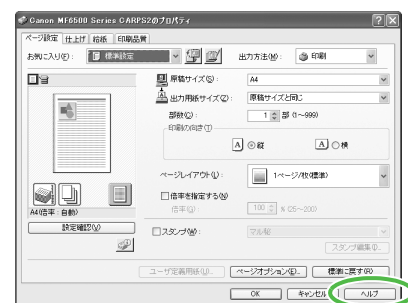 Canon MF6500 Series CARPS2のプロパティ
ページ設定 仕上げ 給紙 印刷品質
お気に入り(F): 標準設定 出力方法(M): 印刷
原稿サイズ(S): A4
出力用紙サイズ(Z): 原稿サイズと同じ
部数(C): 1 部 (1~999)
印刷の向き(T)
A 縦 A 横
ページレイアウト(L): 1ページ/枚(標準)
倍率を指定する(N)
倍率(G): 100 % (25~200)
A4(倍率:自動)
設定確認(V)
スタンプ(W): マル秘
スタンプ編集(I)...
ユーザ定義用紙(U)... ページオプション(E)... 標準に戻す(R)
OK キャンセル ヘルプ